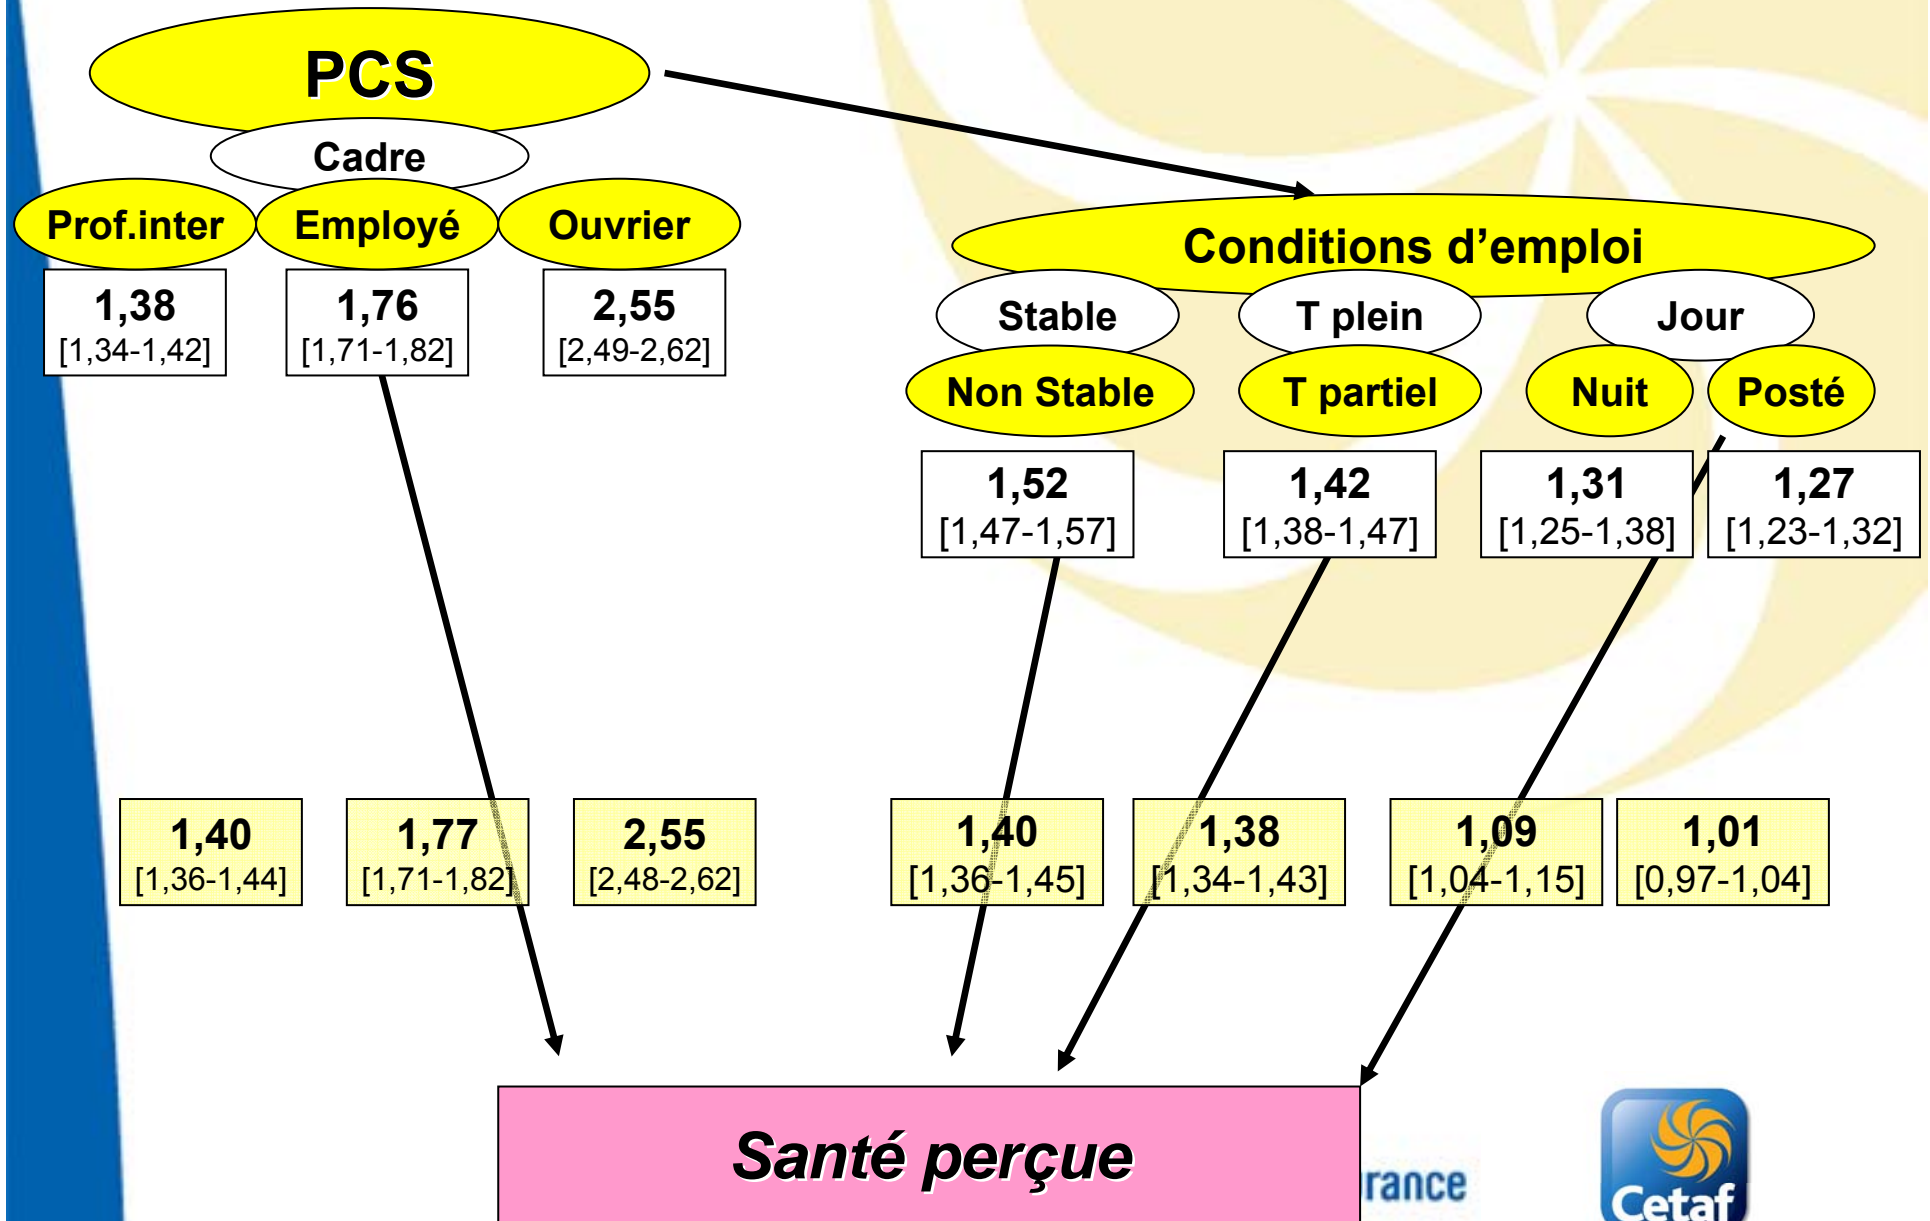 PCS
Cadre
Prof.inter
Employé
Ouvrier
1,38
[1,34-1,42]
1,76
[1,71-1,82]
2,55
[2,49-2,62]
Conditions d’emploi
Stable
T plein
Jour
Non Stable
T partiel
Nuit
Posté
1,52
[1,47-1,57]
1,42
[1,38-1,47]
1,31
[1,25-1,38]
1,27
[1,23-1,32]
1,40
[1,36-1,44]
1,77
[1,71-1,82]
2,55
[2,48-2,62]
1,40
[1,36-1,45]
1,38
[1,34-1,43]
1,09
[1,04-1,15]
1,01
[0,97-1,04]
Santé perçue
rance
Cetaf